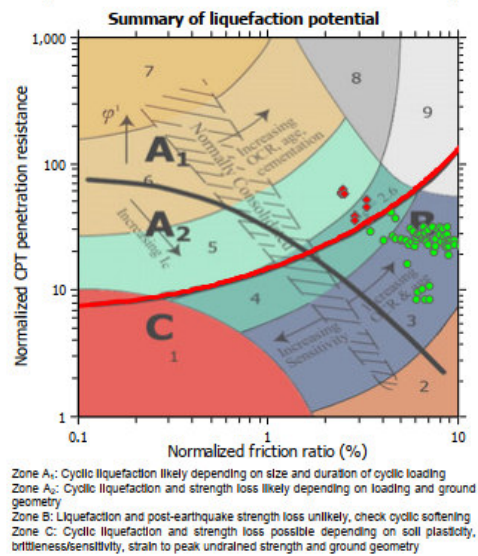 Summary of liquefaction potential
Normalized CPT penetration resistance
1,000
100
10
1
7
8
9
φ'
A₁
Normally Consolidated
Increasing
OCR, age,
cementation
6
A₂
Increasing Ic
5
2.6
B
4
Increasing
OCR & age
Increasing
Sensitivity
3
C
1
2
0.1
1
10
Normalized friction ratio (%)
Zone A₁: Cyclic liquefaction likely depending on size and duration of cyclic loading
Zone A₂: Cyclic liquefaction and strength loss likely depending on loading and ground
geometry
Zone B: Liquefaction and post-earthquake strength loss unlikely, check cyclic softening
Zone C: Cyclic liquefaction and strength loss possible depending on soil plasticity,
brittleness/sensitivity, strain to peak undrained strength and ground geometry